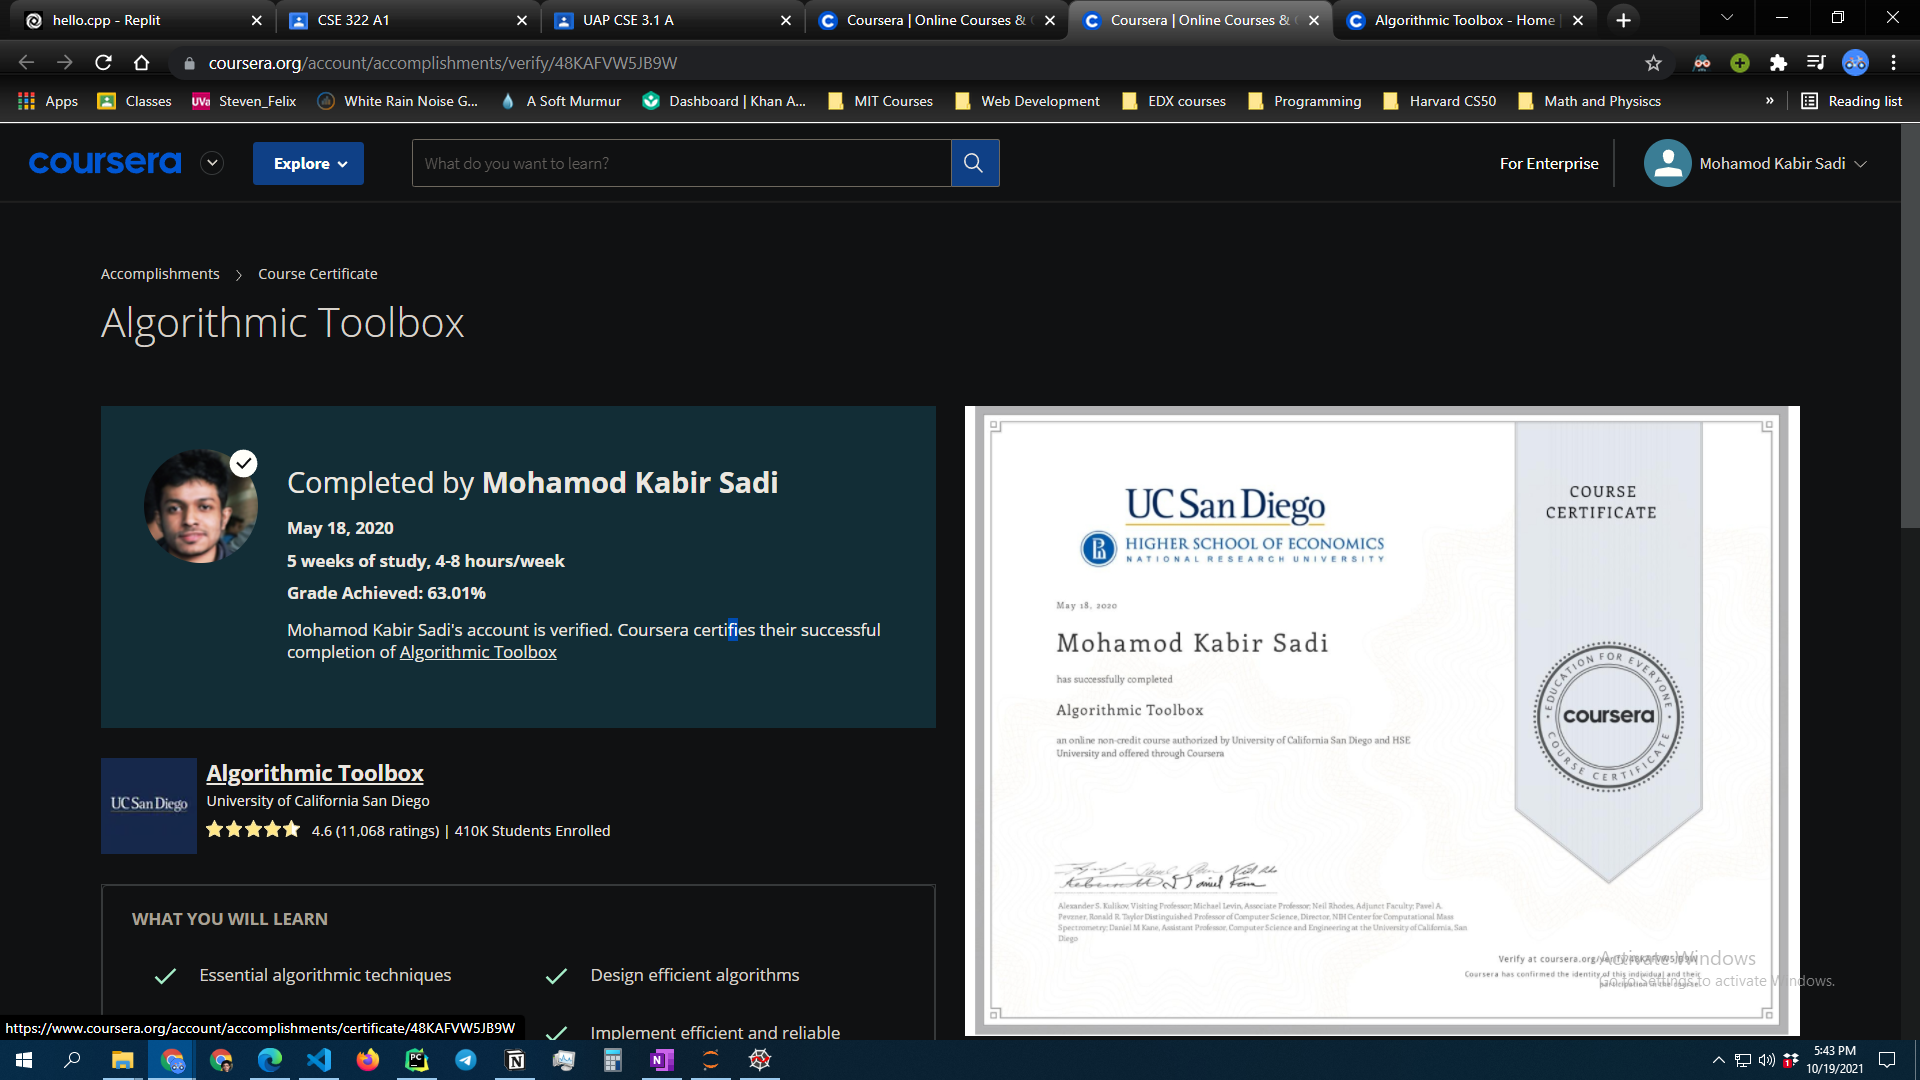 hello.cpp - Replit
CSE 322 A1
UAP CSE 3.1 A
Coursera | Online Courses &
Coursera | Online Courses &
Algorithmic Toolbox - Home |
coursera.org/account/accomplishments/verify/48KAFVW5JB9W
Apps
Classes
UVa Steven_Felix
White Rain Noise G...
A Soft Murmur
Dashboard | Khan A...
MIT Courses
Web Development
EDX courses
Programming
Harvard CS50
Math and Physiscs
»
Reading list
coursera
Explore
What do you want to learn?
For Enterprise
Mohamod Kabir Sadi
Accomplishments
Course Certificate
Algorithmic Toolbox
Completed by Mohamod Kabir Sadi
May 18, 2020
5 weeks of study, 4-8 hours/week
Grade Achieved: 63.01%
Mohamod Kabir Sadi's account is verified. Coursera certifies their successful
completion of Algorithmic Toolbox
UC San Diego
Algorithmic Toolbox
University of California San Diego
4.6 (11,068 ratings) | 410K Students Enrolled
WHAT YOU WILL LEARN
Essential algorithmic techniques
Design efficient algorithms
Implement efficient and reliable
UC San Diego
HIGHER SCHOOL OF ECONOMICS
NATIONAL RESEARCH UNIVERSITY
May 18, 2020
Mohamod Kabir Sadi
has successfully completed
Algorithmic Toolbox
an online non-credit course authorized by University of California San Diego and HSE
University and offered through Coursera
COURSE
CERTIFICATE
EDUCATION FOR EVERYONE
coursera
COURSE CERTIFICATE
Alexander S. Kulikov, Visiting Professor; Michael Levin, Associate Professor; Neil Rhodes, Adjunct Faculty; Pavel A.
Pevzner, Ronald R. Taylor Distinguished Professor of Computer Science, Director, NIH Center for Computational Mass
Spectrometry; Daniel M Kane, Assistant Professor, Computer Science and Engineering at the University of California, San
Diego
Verify at coursera.org/verify/48KAFVW5JB9W
Coursera has confirmed the identity of this individual and their
participation in the course.
Activate Windows
Go to Settings to activate Windows.
https://www.coursera.org/account/accomplishments/certificate/48KAFVW5JB9W
5:43 PM
10/19/2021